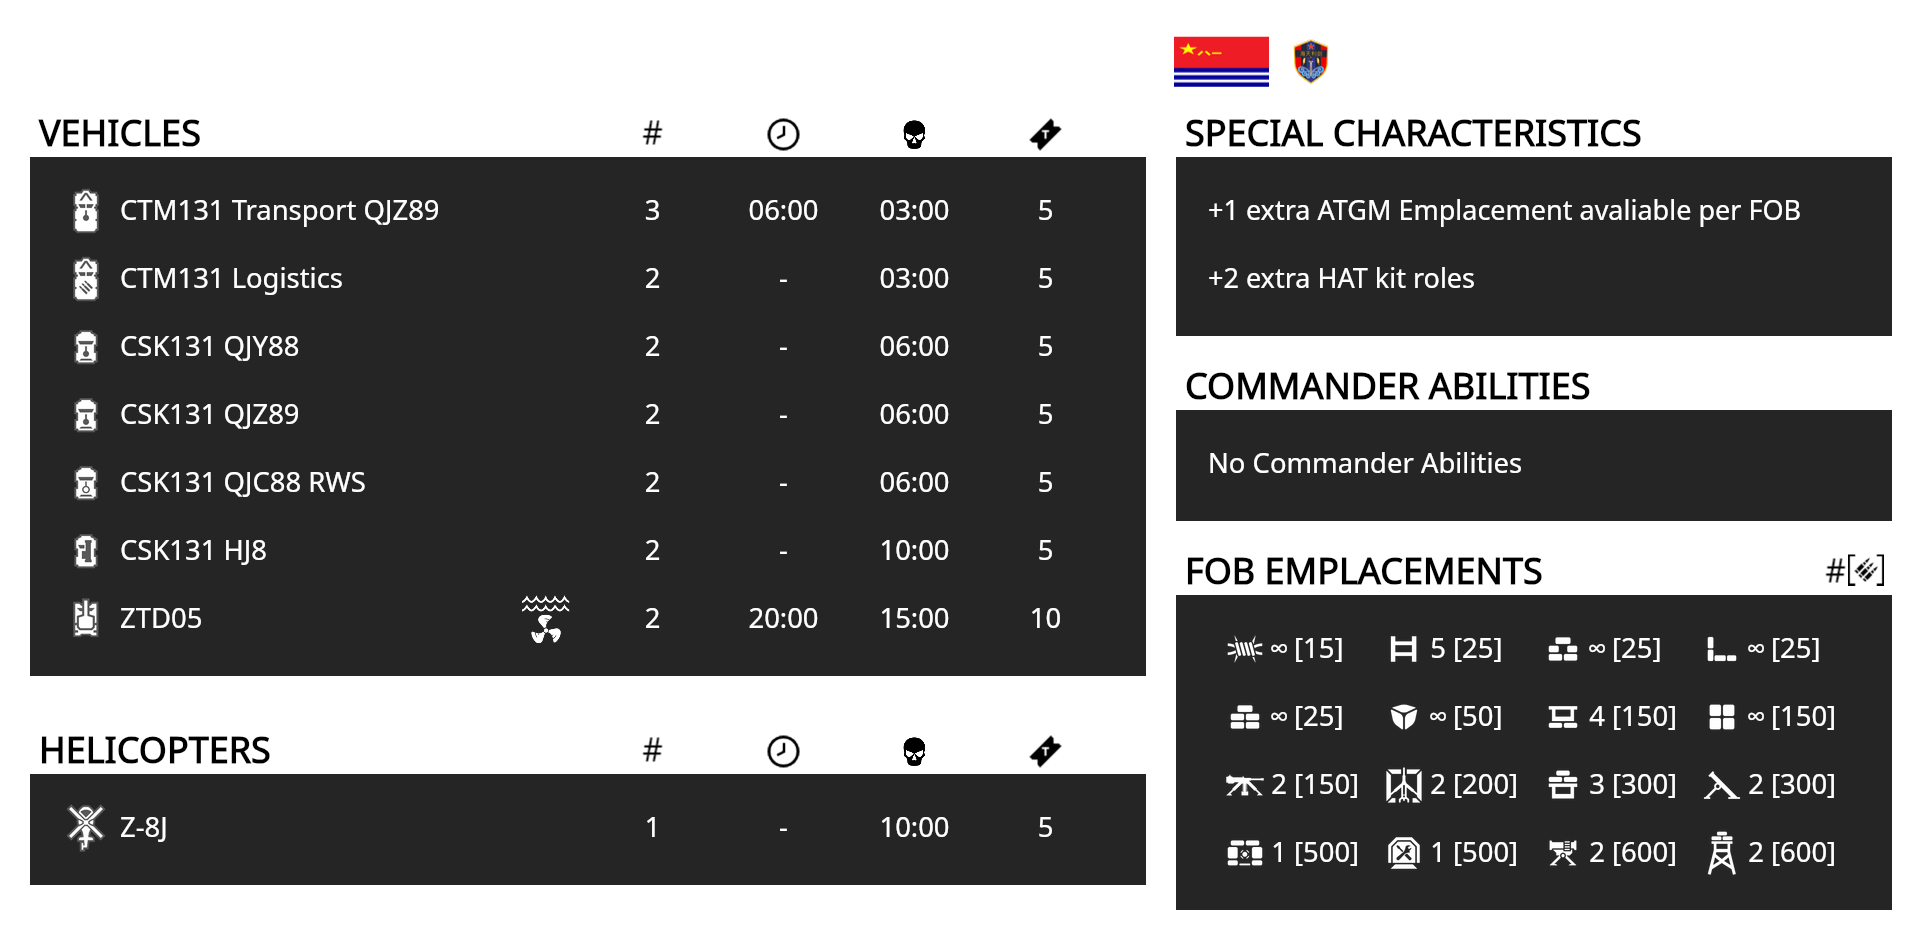 VEHICLES #
CTM131 Transport QJZ89 3 06:00 03:00 5
CTM131 Logistics 2 - 03:00 5
CSK131 QJY88 2 - 06:00 5
CSK131 QJZ89 2 - 06:00 5
CSK131 QJC88 RWS 2 - 06:00 5
CSK131 HJ8 2 - 10:00 5
ZTD05 2 20:00 15:00 10
HELICOPTERS #
Z-8J 1 - 10:00 5
SPECIAL CHARACTERISTICS
+1 extra ATGM Emplacement avaliable per FOB
+2 extra HAT kit roles
COMMANDER ABILITIES
No Commander Abilities
FOB EMPLACEMENTS #[]
∞ [15] 5 [25] ∞ [25] ∞ [25]
∞ [25] ∞ [50] 4 [150] ∞ [150]
2 [150] 2 [200] 3 [300] 2 [300]
1 [500] 1 [500] 2 [600] 2 [600]